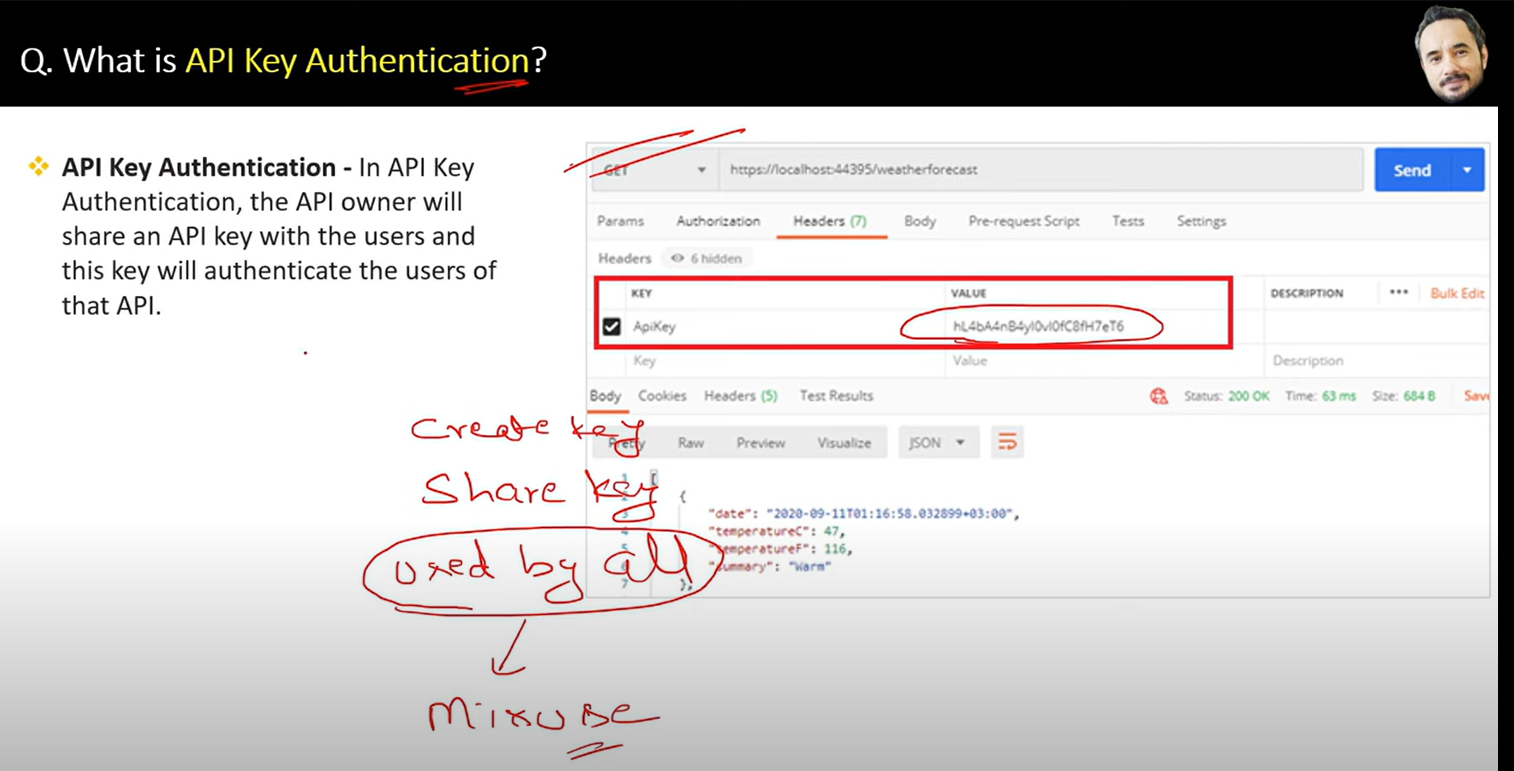 Q. What is API Key Authentication?
API Key Authentication - In API Key
Authentication, the API owner will
share an API key with the users and
this key will authenticate the users of
that API.
GET
https://localhost:44395/weatherforecast
Send
Params Authorization Headers (7) Body Pre-request Script Tests Settings
Headers 6 hidden
KEY VALUE DESCRIPTION ••• Bulk Edit
ApiKey hL4bA4nB4yI0vI0fC8fH7eT6
Key Value Description
Body Cookies Headers (5) Test Results Status: 200 OK Time: 63 ms Size: 684 B Save
Pretty Raw Preview Visualize JSON
1 [
2 {
3 "date": "2020-09-11T01:16:58.032899+03:00",
4 "temperatureC": 47,
5 "temperatureF": 116,
6 "summary": "Warm"
7 },
Create key
Share key
Used by all
Misuse